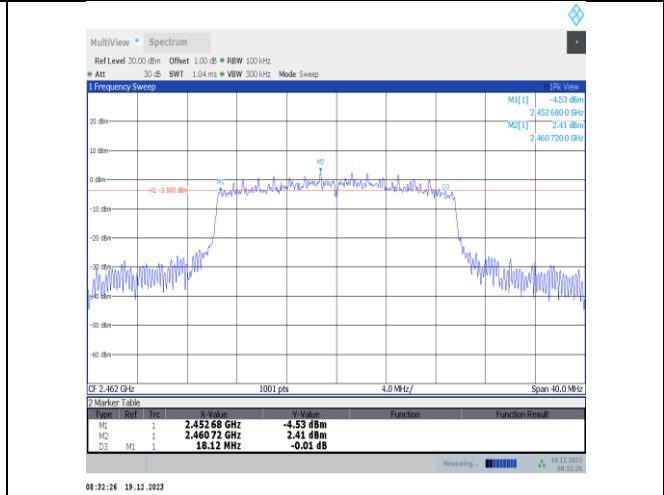 MultiView Spectrum
Ref Level 30.00 dBm Offset 1.00 dB RBW 100 kHz
Att 30 dB SWT 1.04 ms VBW 300 kHz Mode Sweep
1 Frequency Sweep 1Pk View
M1[1] -4.53 dBm
2.452 680 0 GHz
M2[1] 2.41 dBm
2.460 720 0 GHz
20 dBm
10 dBm
M2
0 dBm
M1
D3
H1 -3.590 dBm
-10 dBm
-20 dBm
-30 dBm
-40 dBm
-50 dBm
-60 dBm
CF 2.462 GHz 1001 pts 4.0 MHz/ Span 40.0 MHz
2 Marker Table
Type Ref Trc X-Value Y-Value Function Function Result
M1 1 2.452 68 GHz -4.53 dBm
M2 1 2.460 72 GHz 2.41 dBm
D3 M1 1 18.12 MHz -0.01 dB
Measuring... 19.12.2023
08:32:26
08:32:26 19.12.2023